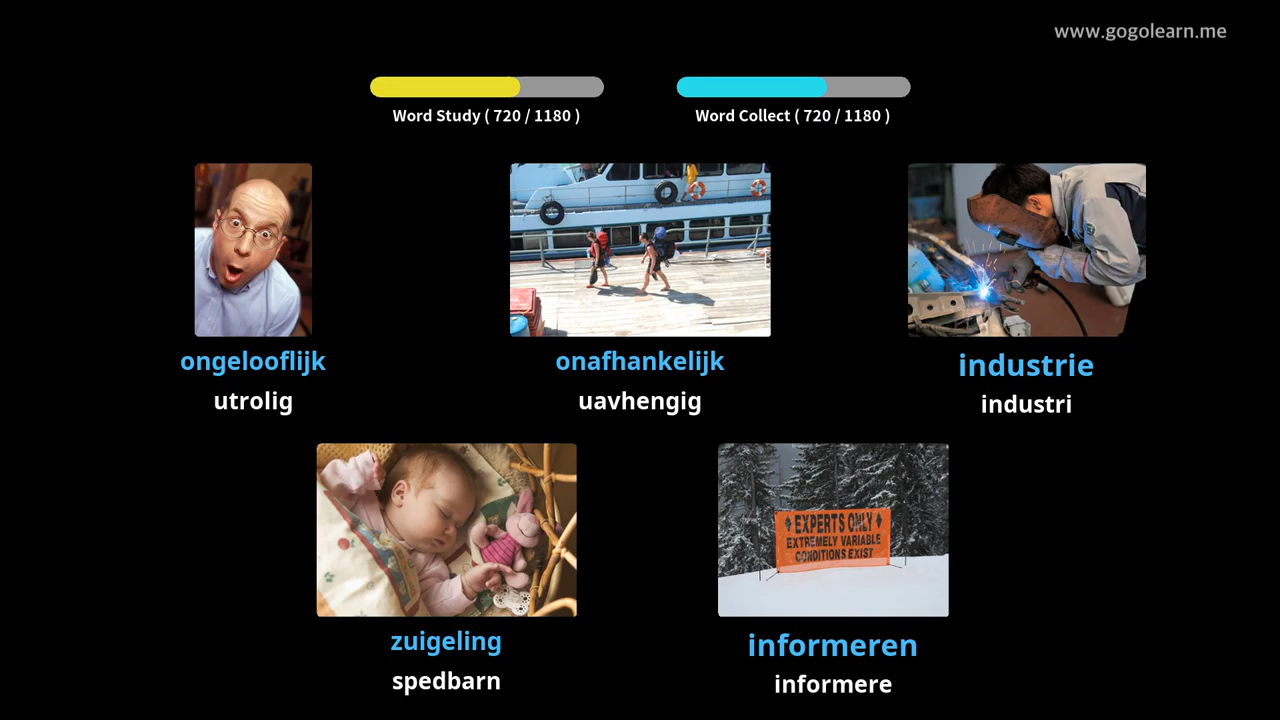 www.gogolearn.me
Word Study ( 720 / 1180 )
Word Collect ( 720 / 1180 )
ongelooflijk
utrolig
onafhankelijk
uavhengig
industrie
industri
zuigeling
spedbarn
EXPERTS ONLY
EXTREMELY VARIABLE
CONDITIONS EXIST
informeren
informere